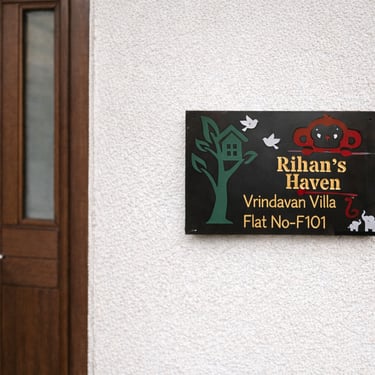 Rihan's
Haven
Vrindavan Villa
Flat No-F101